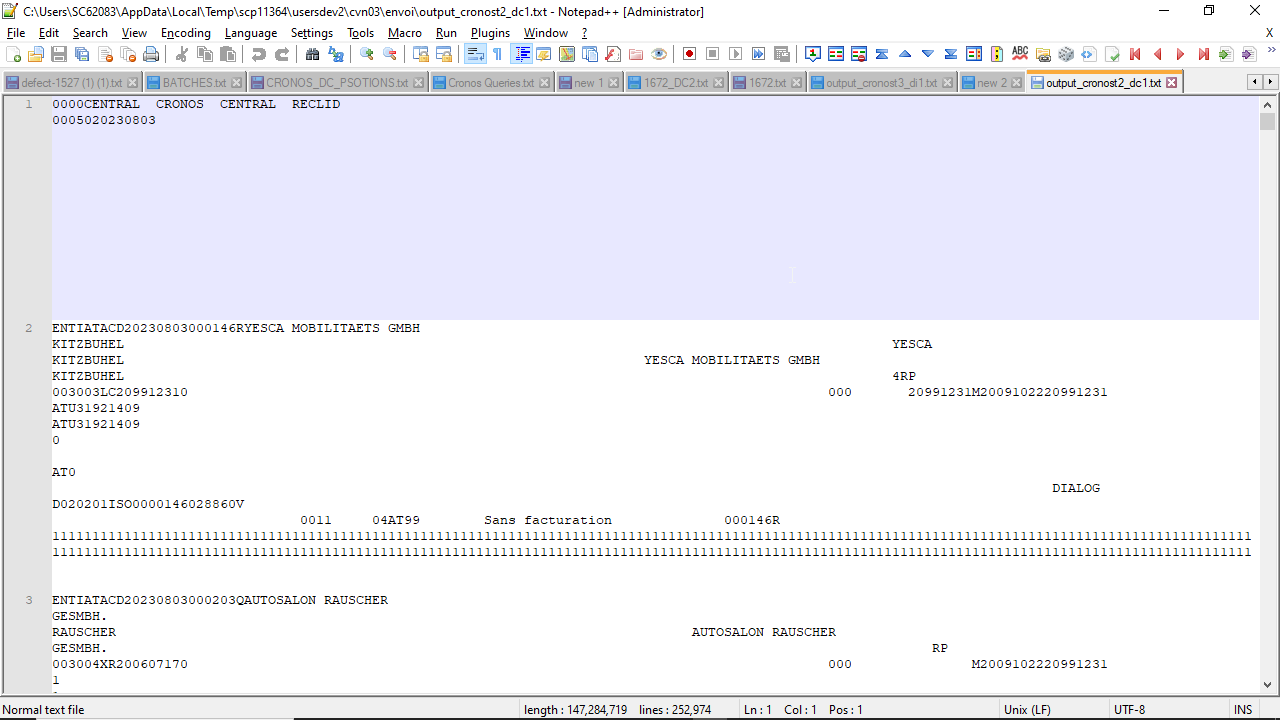 C:\Users\SC62083\AppData\Local\Temp\scp11364\usersdev2\cvn03\envoi\output_cronost2_dc1.txt - Notepad++ [Administrator]
File Edit Search View Encoding Language Settings Tools Macro Run Plugins Window ? X
defect-1527 (1) (1).txt BATCHES.txt CRONOS_DC_PSOTIONS.txt Cronos Queries.txt new 1 1672_DC2.txt 1672.txt output_cronost3_di1.txt new 2 output_cronost2_dc1.txt
1 0000CENTRAL CRONOS CENTRAL RECLID
0005020230803
2 ENTIATACD20230803000146RYESCA MOBILITAETS GMBH
KITZBUHEL YESCA
KITZBUHEL YESCA MOBILITAETS GMBH
KITZBUHEL 4RP
003003LC209912310 000 20991231M2009102220991231
ATU31921409
ATU31921409
0
AT0
DIALOG
D020201ISO0000146028860V
0011 04AT99 Sans facturation 000146R
111111111111111111111111111111111111111111111111111111111111111111111111111111111111111111111111111111111111111111111111111111111111111111111111111111
111111111111111111111111111111111111111111111111111111111111111111111111111111111111111111111111111111111111111111111111111111111111111111111111111111
3 ENTIATACD20230803000203QAUTOSALON RAUSCHER
GESMBH.
RAUSCHER AUTOSALON RAUSCHER
GESMBH. RP
003004XR200607170 000 M2009102220991231
1
Normal text file length : 147,284,719 lines : 252,974 Ln : 1 Col : 1 Pos : 1 Unix (LF) UTF-8 INS